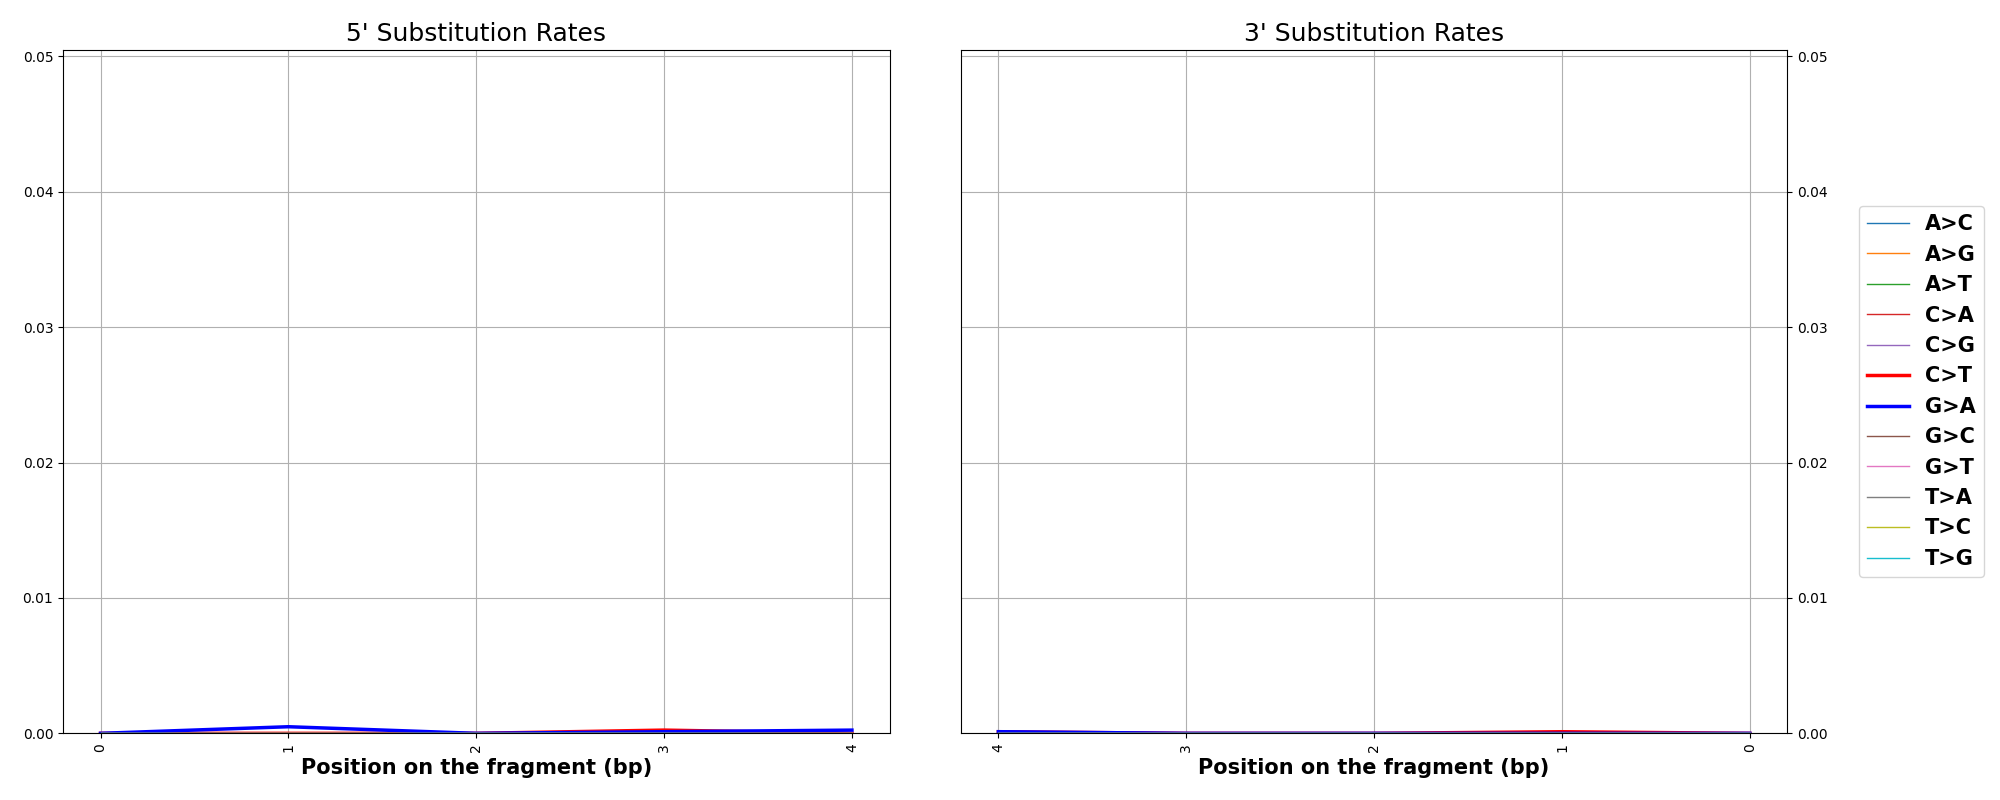 5' Substitution Rates
0.05
0.04
0.03
0.02
0.01
0.00
0
1
2
3
4
Position on the fragment (bp)
3' Substitution Rates
0.05
0.04
0.03
0.02
0.01
0.00
4
3
2
1
0
Position on the fragment (bp)
A>C
A>G
A>T
C>A
C>G
C>T
G>A
G>C
G>T
T>A
T>C
T>G